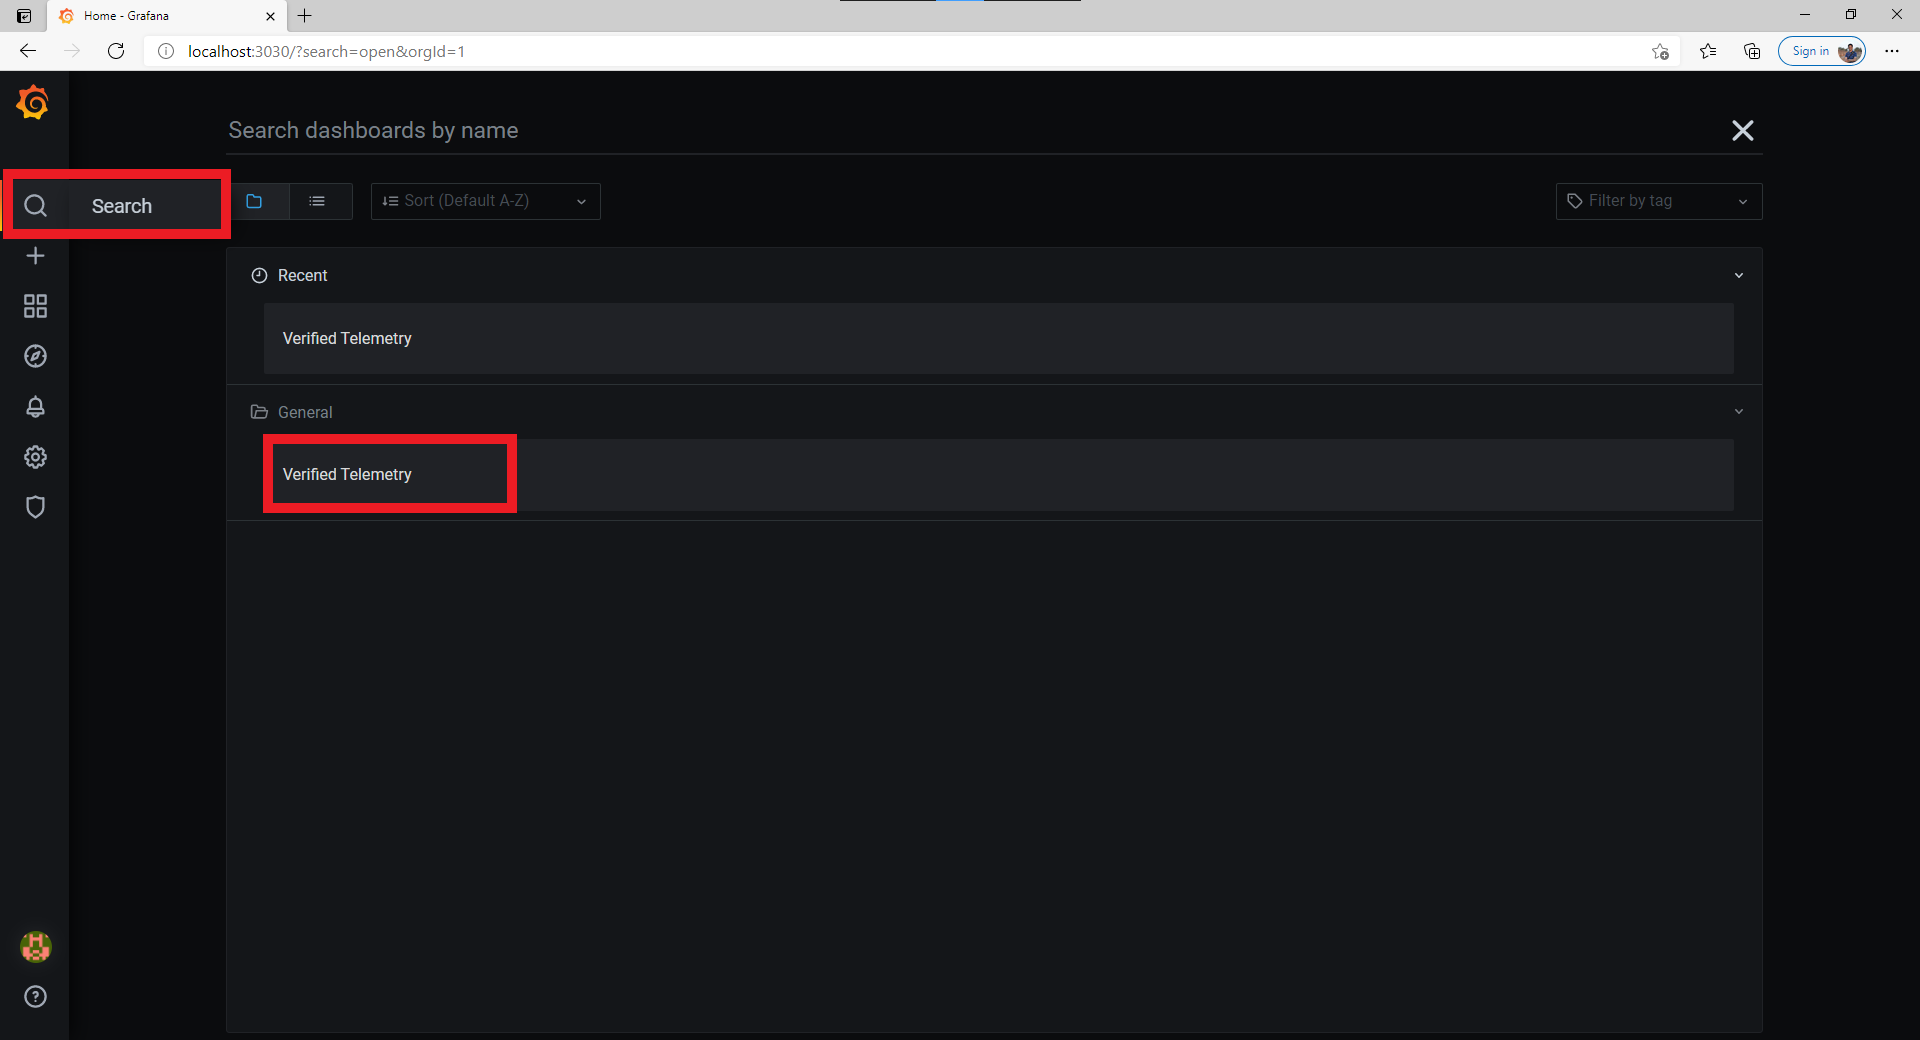 Home - Grafana
localhost:3030/?search=open&orgId=1
Sign in
Search dashboards by name
Search
Sort (Default A-Z)
Filter by tag
Recent
Verified Telemetry
General
Verified Telemetry